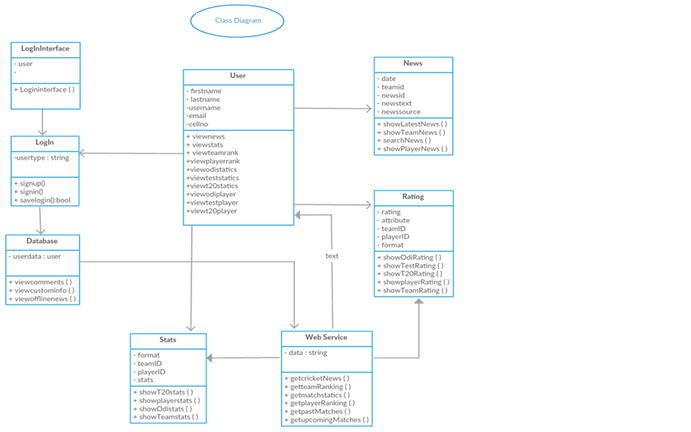 Class Diagram
LogInInterface
- user
-
+ Logininterface ( )
LogIn
-usertype : string
+ signup()
+ signin()
+ savelogin():bool
Database
- userdata : user
+ viewcomments ( )
+ viewcustominfo ( )
+ viewofflinenews ( )
User
- firstname
- lastname
-username
-email
-cellno
+ viewnews
+ viewstats
+ viewteamrank
+viewplayerrank
+viewodistatics
+viewteststatics
+viewt20statics
+viewodiplayer
+viewtestplayer
+viewt20player
News
- date
- teamid
- newsid
- newstext
- newssource
+ showLatestNews ( )
+ showTeamNews ( )
+ searchNews ( )
+ showPlayerNews ( )
Rating
- rating
- attribute
- teamID
- playerID
- format
+ showOdiRating ( )
+ showTestRating ( )
+ showT20Rating ( )
+ showplayerRating ( )
+ showTeamRating ( )
text
Stats
- format
- teamID
- playerID
- stats
+ showT20stats ( )
+ showplayerstats ( )
+ showOdistats ( )
+ showTeamstats ( )
Web Service
- data : string
+ getcricketNews ( )
+ getteamRanking ( )
+ getmatchstatics ( )
+ getplayerRanking ( )
+ getpastMatches ( )
+ getupcomingMatches ( )